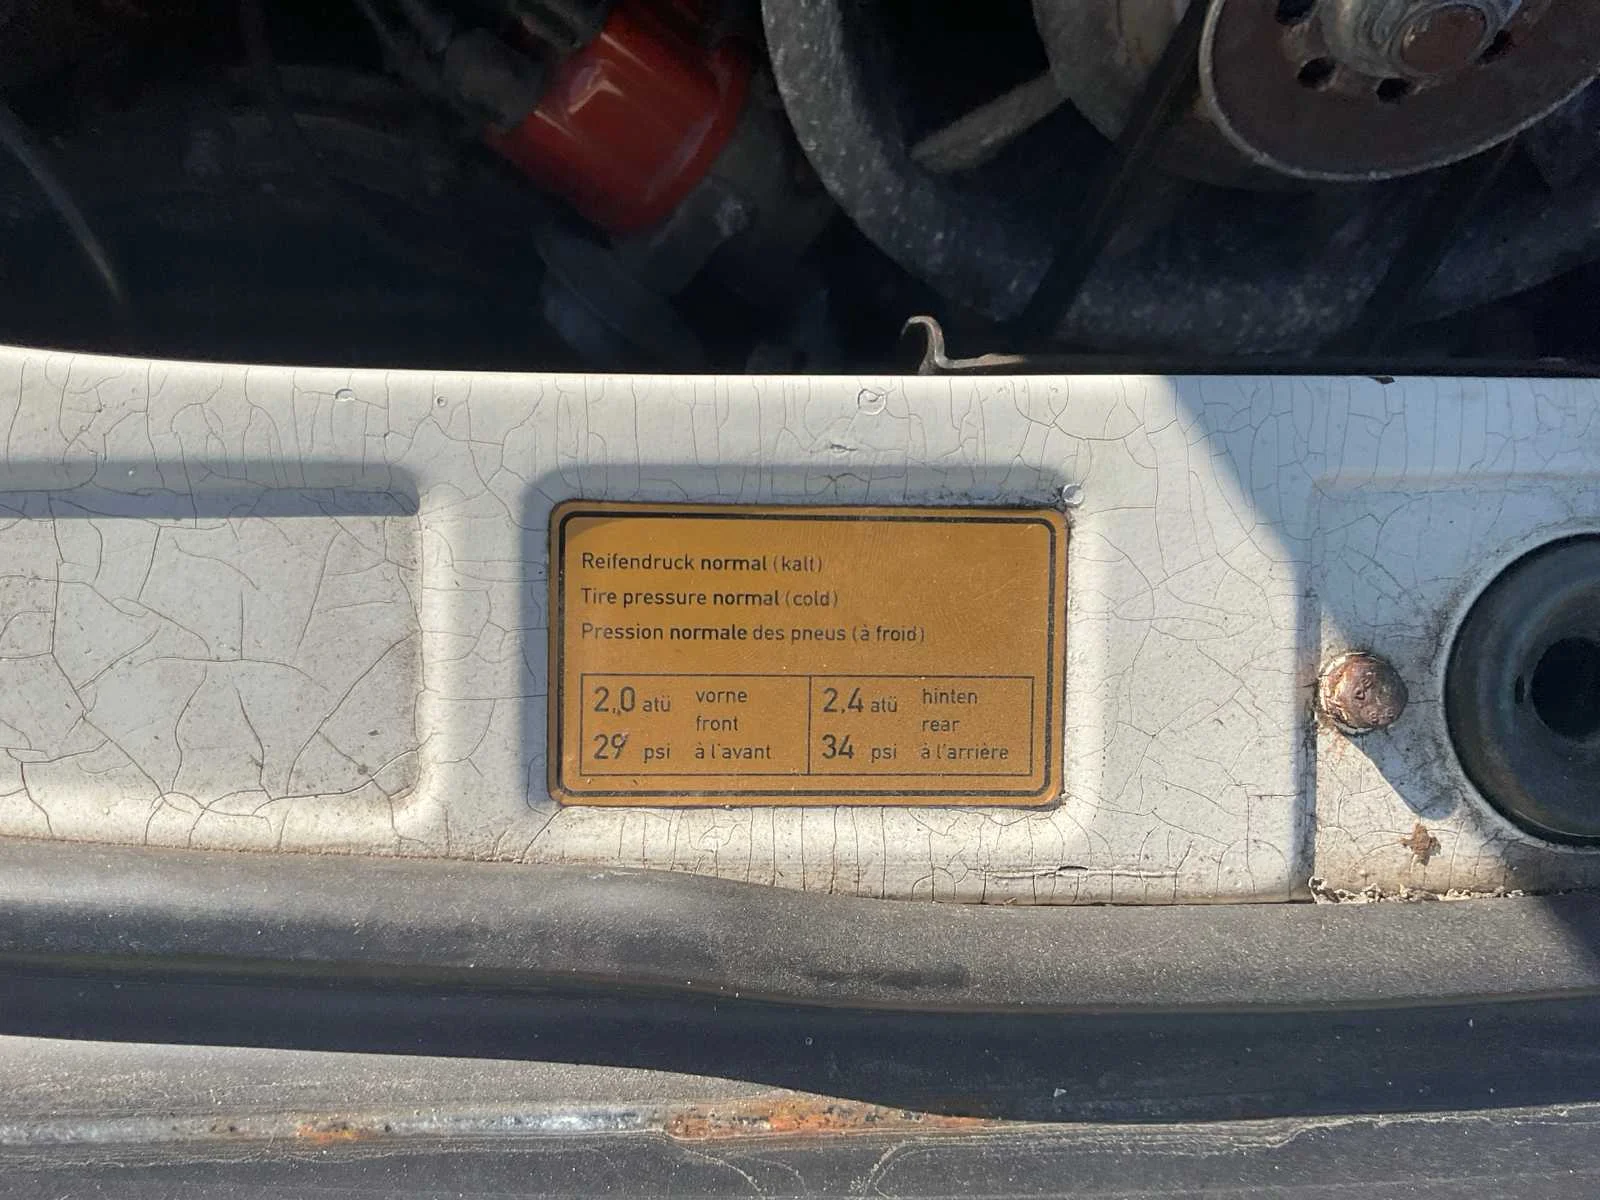 Reifendruck normal (kalt)
Tire pressure normal (cold)
Pression normale des pneus (à froid)
2,0 atü vorne
front
29 psi à l'avant
2,4 atü hinten
rear
34 psi à l'arrière